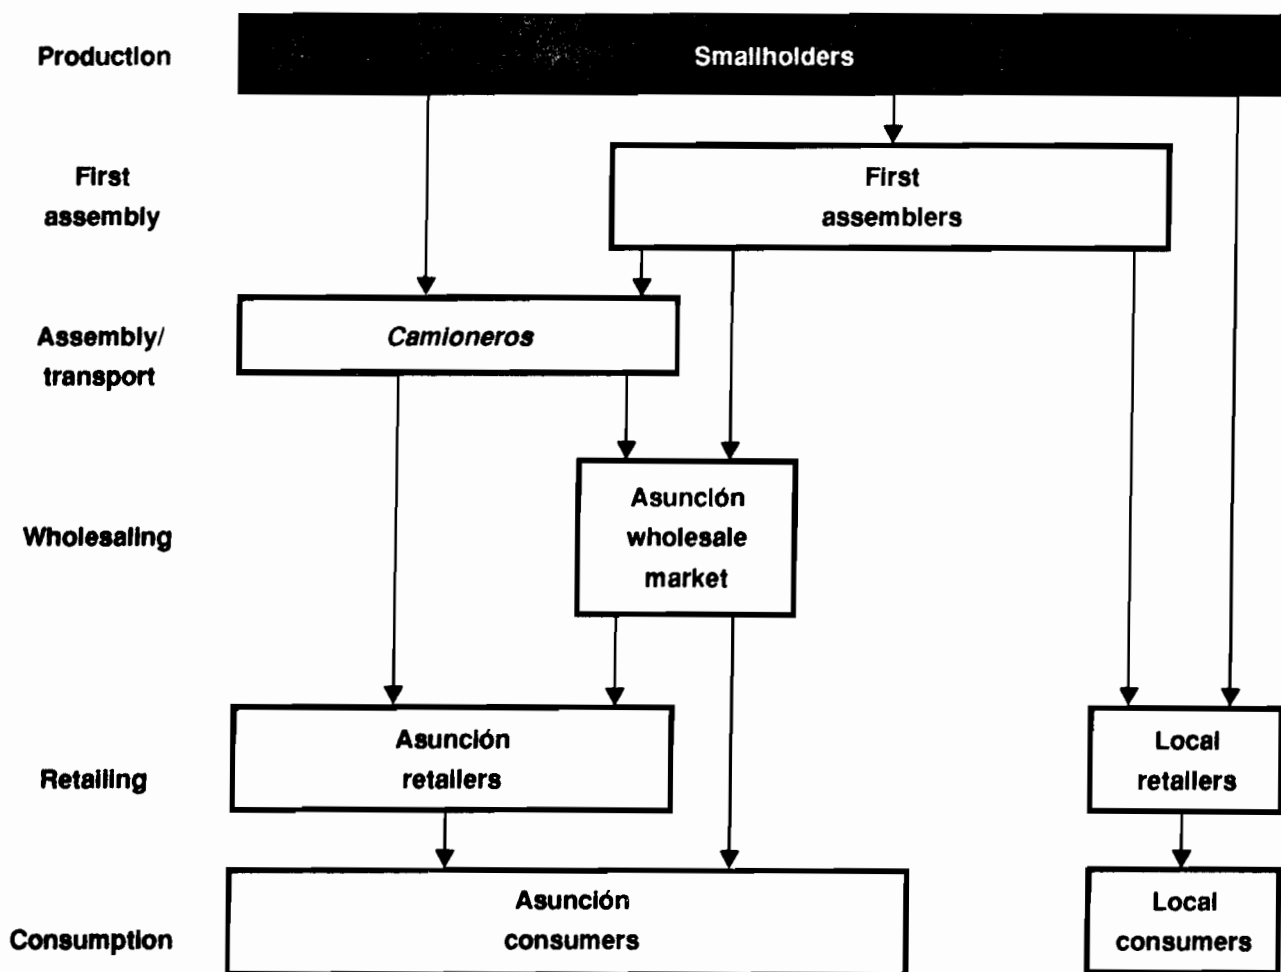 Production
Smallholders
First
assembly
First
assemblers
Assembly/
transport
Camioneros
Wholesaling
Asunción
wholesale
market
Retailing
Asunción
retailers
Local
retailers
Consumption
Asunción
consumers
Local
consumers